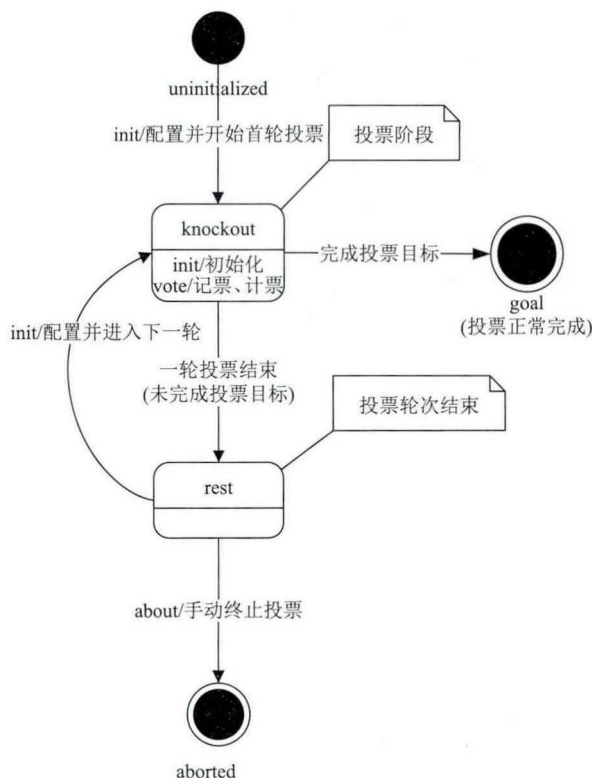 uninitialized
init/配置并开始首轮投票
投票阶段
knockout
init/初始化
vote/记票、计票
完成投票目标
goal
(投票正常完成)
init/配置并进入下一轮
一轮投票结束
(未完成投票目标)
投票轮次结束
rest
about/手动终止投票
aborted